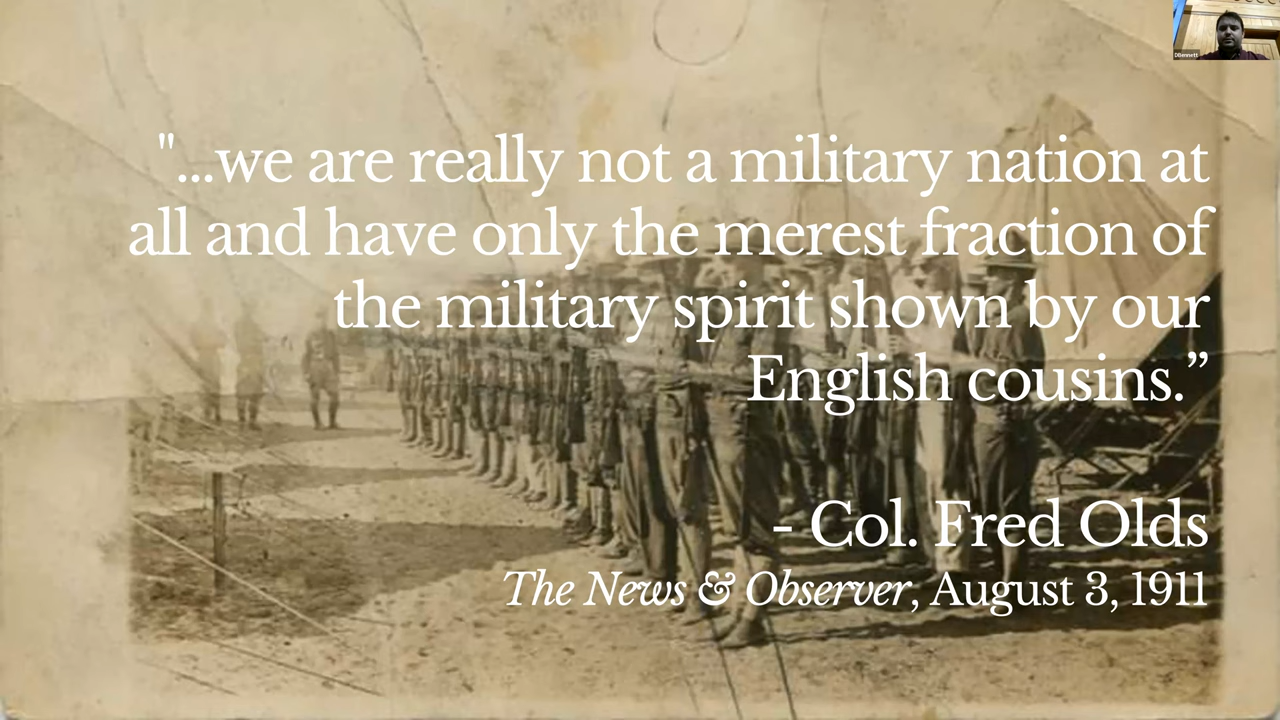 DBennett
"...we are really not a military nation at
all and have only the merest fraction of
the military spirit shown by our
English cousins.”
- Col. Fred Olds
The News & Observer, August 3, 1911